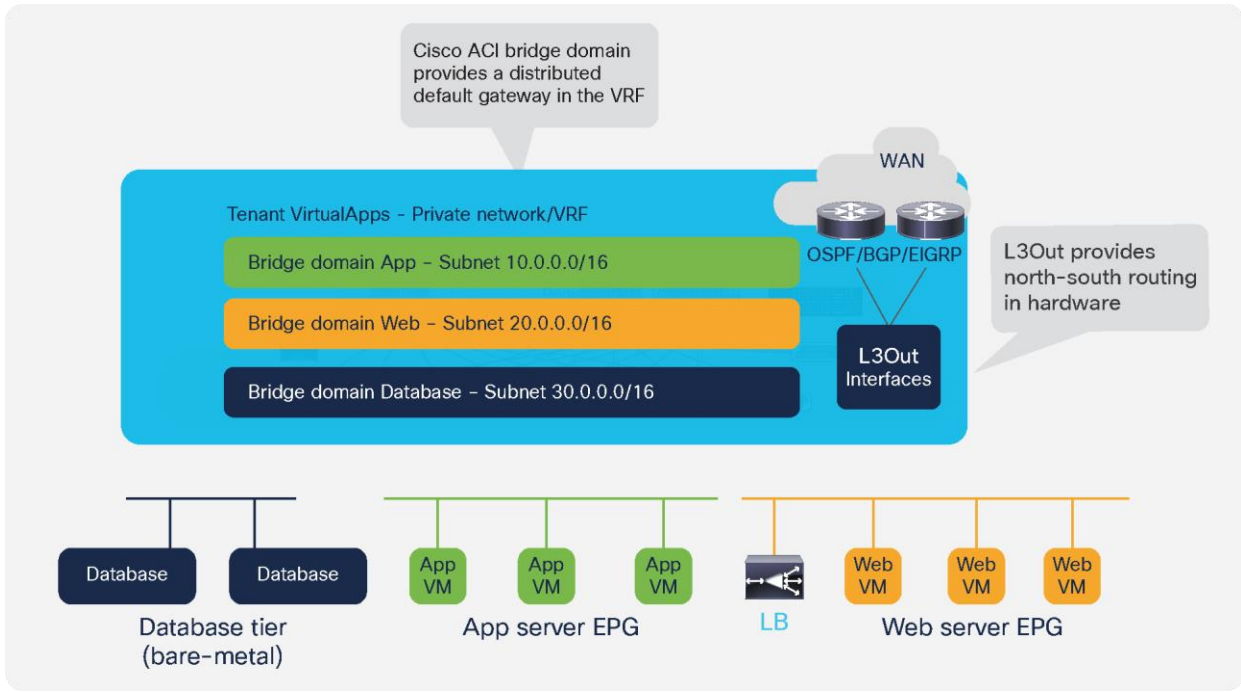 Cisco ACI bridge domain
provides a distributed
default gateway in the VRF
WAN
Tenant VirtualApps - Private network/VRF
Bridge domain App - Subnet 10.0.0.0/16
OSPF/BGP/EIGRP
L3Out provides
north-south routing
in hardware
Bridge domain Web - Subnet 20.0.0.0/16
L3Out
Interfaces
Bridge domain Database - Subnet 30.0.0.0/16
Database
Database
App
VM
App
VM
App
VM
Web
VM
Web
VM
Web
VM
Database tier
(bare-metal)
App server EPG
LB
Web server EPG